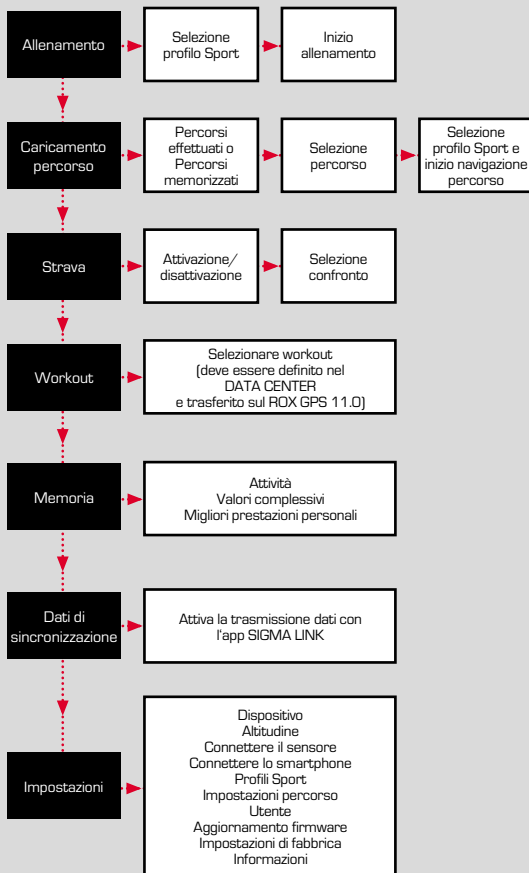 Allenamento
Selezione
profilo Sport
Inizio
allenamento
Caricamento
percorso
Percorsi
effettuati o
Percorsi
memorizzati
Selezione
percorso
Selezione
profilo Sport e
inizio navigazione
percorso
Strava
Attivazione/
disattivazione
Selezione
confronto
Workout
Selezionare workout
(deve essere definito nel
DATA CENTER
e trasferito sul ROX GPS 11.0)
Memoria
Attività
Valori complessivi
Migliori prestazioni personali
Dati di
sincronizzazione
Attiva la trasmissione dati con
l'app SIGMA LINK
Impostazioni
Dispositivo
Altitudine
Connettere il sensore
Connettere lo smartphone
Profili Sport
Impostazioni percorso
Utente
Aggiornamento firmware
Impostazioni di fabbrica
Informazioni